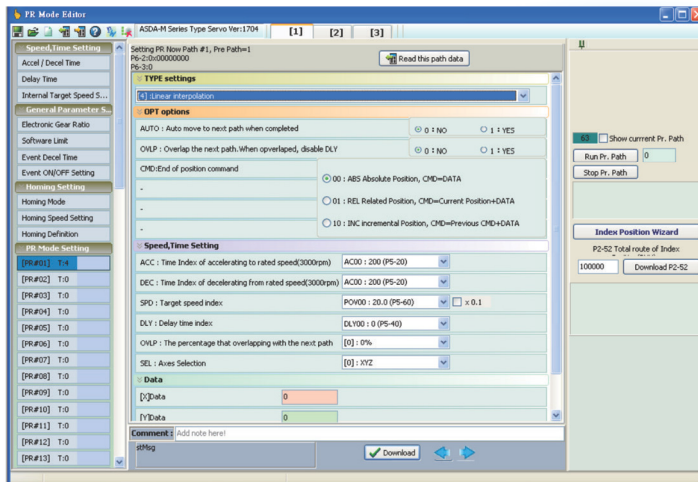 PR Mode Editor
ASDA-M Series Type Servo Ver:1704
[1]
[2]
[3]
Speed,Time Setting
Accel / Decel Time
Delay Time
Internal Target Speed S...
General Parameter S...
Electronic Gear Ratio
Software Limit
Event Decel Time
Event ON/OFF Setting
Homing Setting
Homing Mode
Homing Speed Setting
Homing Definition
PR Mode Setting
[PR#01] T:4
[PR#02] T:0
[PR#03] T:0
[PR#04] T:0
[PR#05] T:0
[PR#06] T:0
[PR#07] T:0
[PR#08] T:0
[PR#09] T:0
[PR#10] T:0
[PR#11] T:0
[PR#12] T:0
[PR#13] T:0
Setting PR Now Path #1, Pre Path=1
P6-2:0x00000000
P6-3:0
Read this path data
TYPE settings
[4] :Linear interpolation
OPT options
AUTO : Auto move to next path when completed
0 : NO
1 : YES
OVLP : Overlap the next path.When opverlaped, disable DLY
0 : NO
1 : YES
CMD:End of position command
-
-
-
00 : ABS Absolute Position, CMD=DATA
01 : REL Related Position, CMD=Current Position+DATA
10 : INC incremental Position, CMD=Previous CMD+DATA
Speed,Time Setting
ACC : Time Index of accelerating to rated speed(3000rpm)
AC00 : 200 (P5-20)
DEC : Time Index of decelerating from rated speed(3000rpm)
AC00 : 200 (P5-20)
SPD : Target speed index
POV00 : 20.0 (P5-60)
x 0.1
DLY : Delay time index
DLY00 : 0 (P5-40)
OVLP : The percentage that overlapping with the next path
[0] : 0%
SEL : Axes Selection
[0] : XYZ
Data
[X]Data
0
[Y]Data
0
Comment :
Add note here!
stMsg
Download
63
Show currrent Pr. Path
Run Pr. Path
0
Stop Pr. Path
Index Position Wizard
P2-52 Total route of Index
100000
Download P2-52